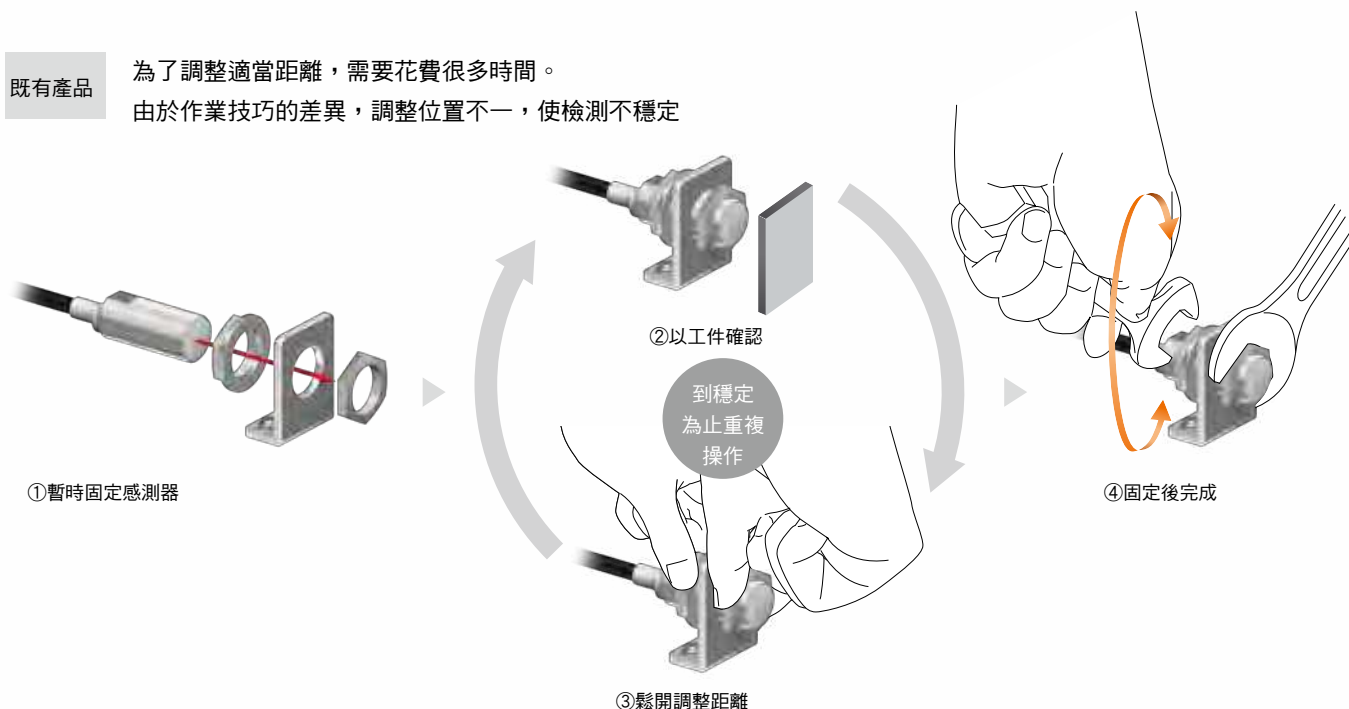 既有產品
為了調整適當距離，需要花費很多時間。
由於作業技巧的差異，調整位置不一，使檢測不穩定
①暫時固定感測器
②以工件確認
到穩定
為止重複
操作
③鬆開調整距離
④固定後完成